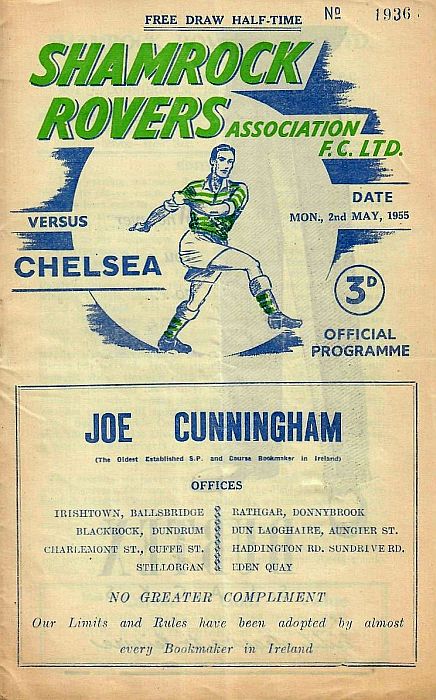 FREE DRAW HALF-TIME
Nº 1936
SHAMROCK
ROVERS ASSOCIATION
F.C. LTD.
VERSUS
CHELSEA
DATE
MON., 2nd MAY, 1955
3D
OFFICIAL
PROGRAMME
JOE CUNNINGHAM
(The Oldest Established S.P. and Course Bookmaker in Ireland)
OFFICES
IRISHTOWN, BALLSBRIDGE RATHGAR, DONNYBROOK
BLACKROCK, DUNDRUM DUN LAOGHAIRE, AUNGIER ST.
CHARLEMONT ST., CUFFE ST. HADDINGTON RD. SUNDRIVE RD.
STILLORGAN EDEN QUAY
NO GREATER COMPLIMENT
Our Limits and Rules have been adopted by almost
every Bookmaker in Ireland